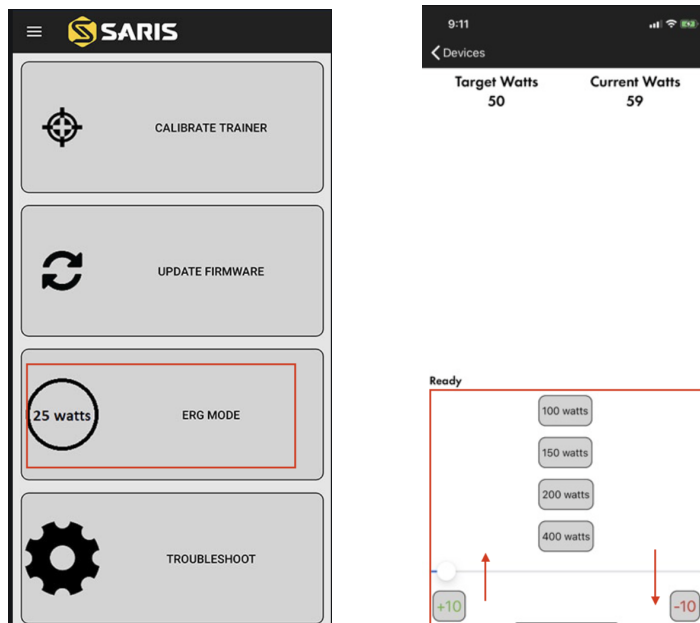 SARIS
CALIBRATE TRAINER
UPDATE FIRMWARE
25 watts
ERG MODE
TROUBLESHOOT
9:11
Devices
Target Watts
Current Watts
50
59
Ready
100 watts
150 watts
200 watts
400 watts
+10
-10